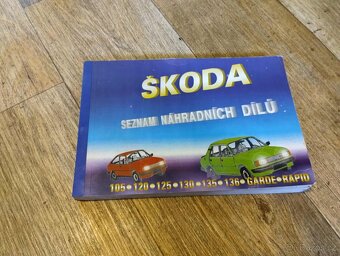 ŠKODA
SEZNAM NÁHRADNÍCH DÍLŮ
105•120•125•130•135•136•GARDE•RAPID